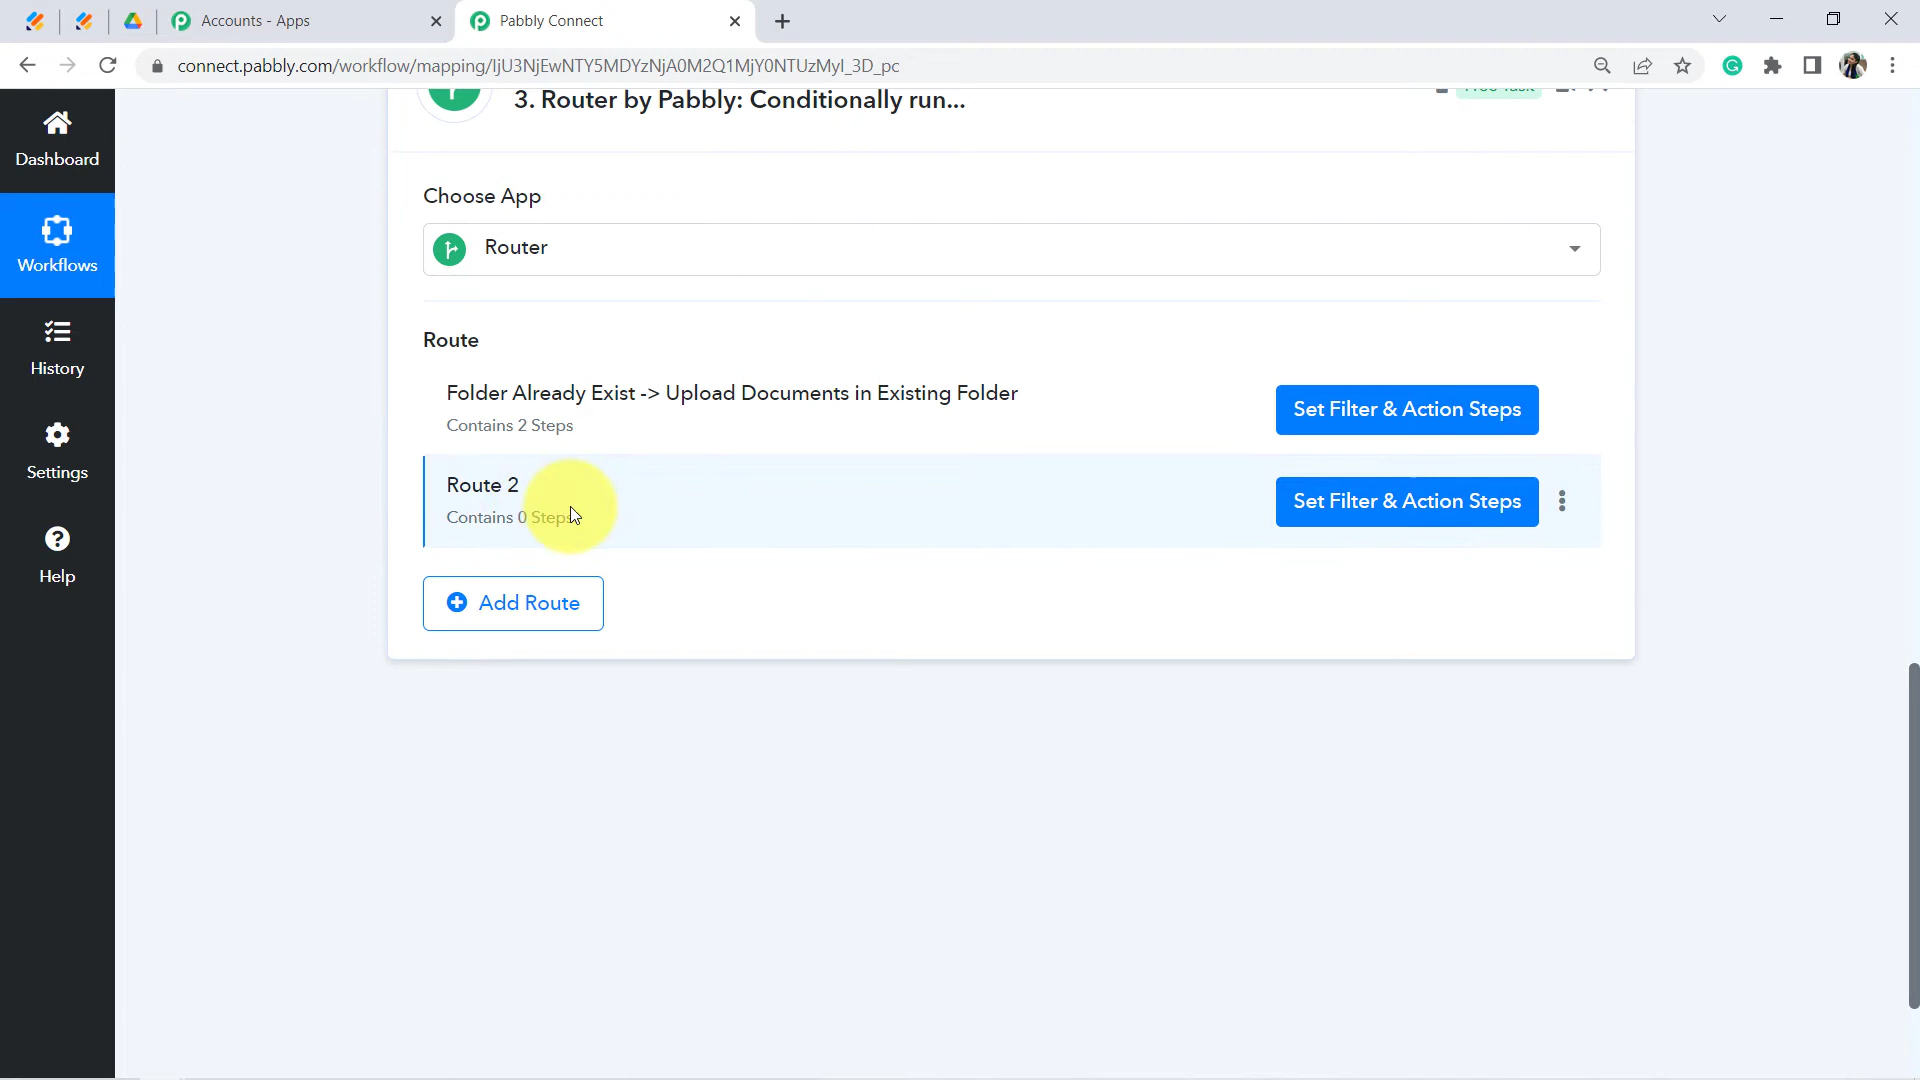 Accounts - Apps
Pabbly Connect
connect.pabbly.com/workflow/mapping/IjU3NjEwNTY5MDYzNjA0M2Q1MjY0NTUzMyI_3D_pc
3. Router by Pabbly: Conditionally run...
Free Task
Dashboard
Workflows
History
Settings
Help
Choose App
Router
Route
Folder Already Exist -> Upload Documents in Existing Folder
Contains 2 Steps
Set Filter & Action Steps
Route 2
Contains 0 Steps
Set Filter & Action Steps
Add Route